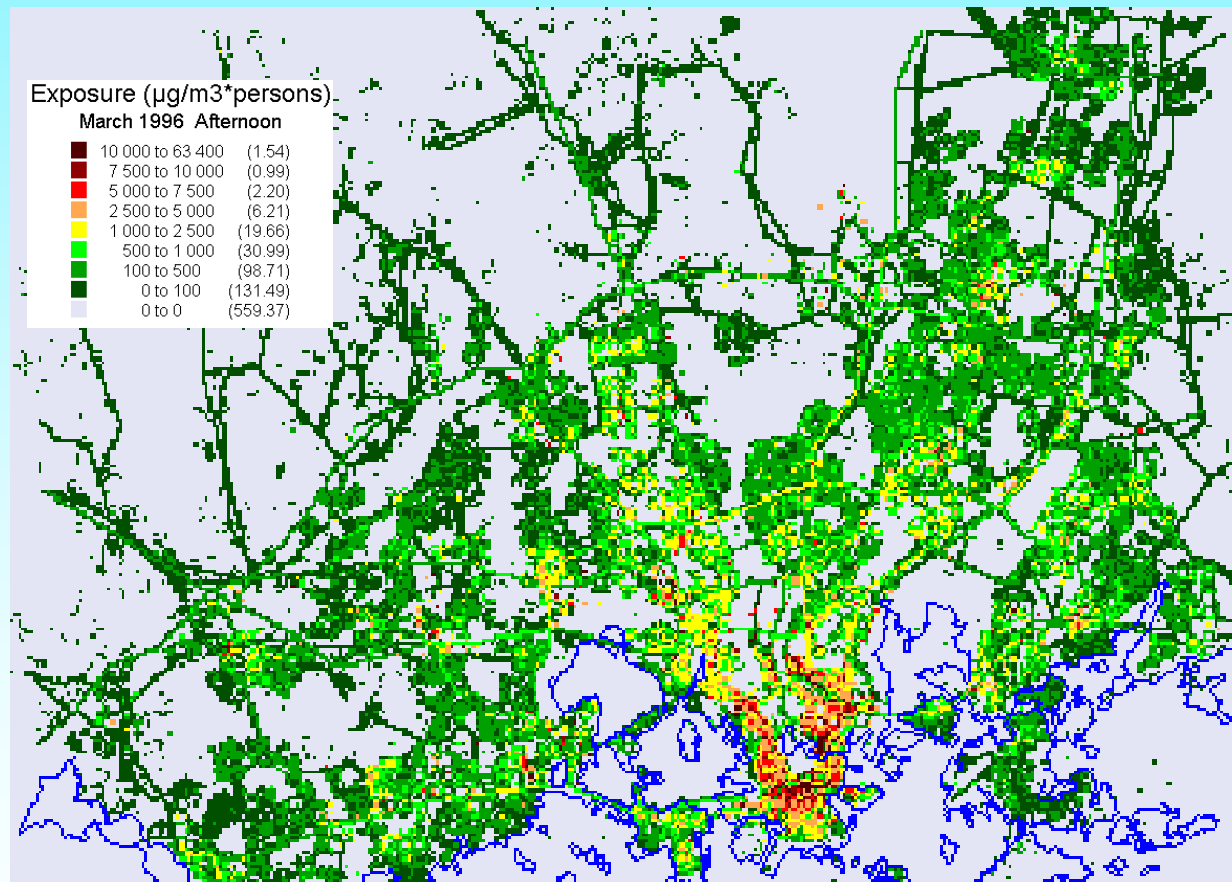 Exposure (µg/m3*persons)
March 1996 Afternoon
10 000 to 63 400 (1.54)
7 500 to 10 000 (0.99)
5 000 to 7 500 (2.20)
2 500 to 5 000 (6.21)
1 000 to 2 500 (19.66)
500 to 1 000 (30.99)
100 to 500 (98.71)
0 to 100 (131.49)
0 to 0 (559.37)